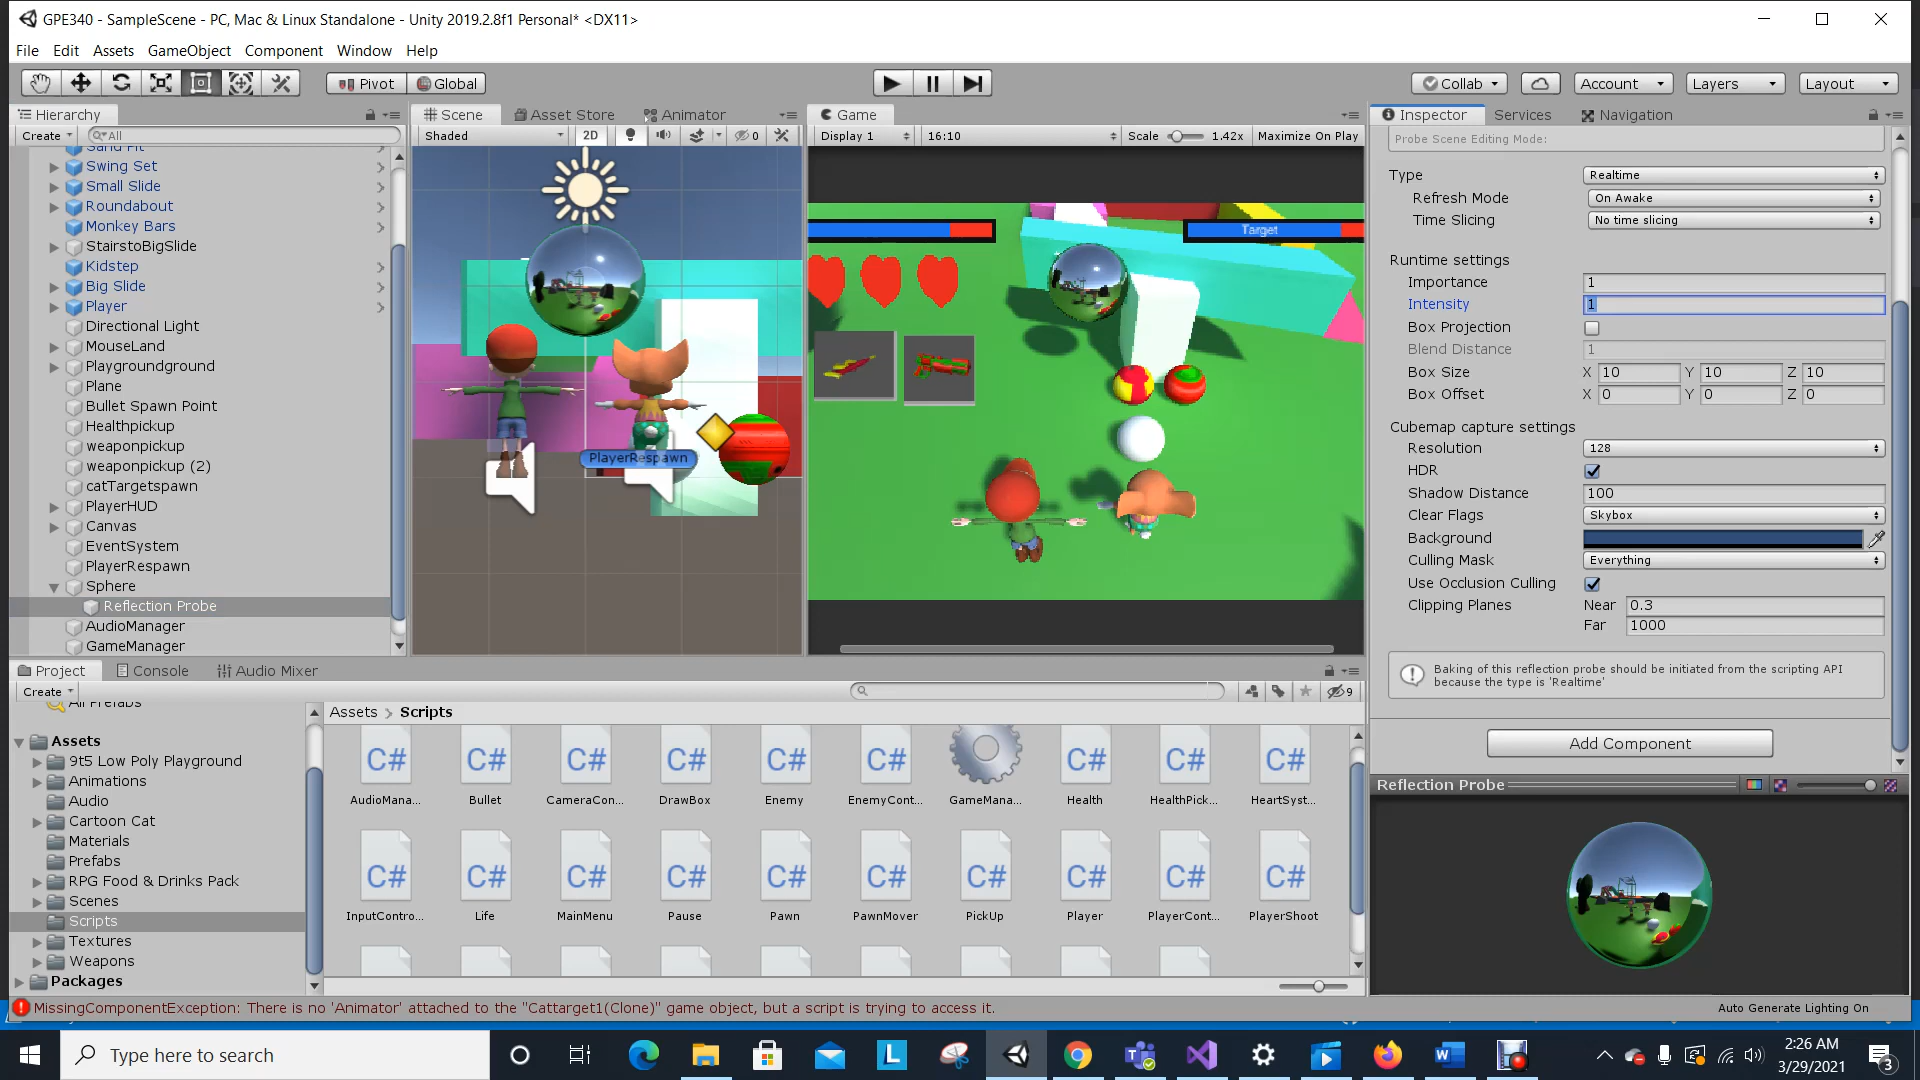 GPE340 - SampleScene - PC, Mac & Linux Standalone - Unity 2019.2.8f1 Personal* <DX11>
File Edit Assets GameObject Component Window Help
Pivot Global Collab Account Layers Layout
Hierarchy
Create All
Sand Pit
Swing Set
Small Slide
Roundabout
Monkey Bars
StairstoBigSlide
Kidstep
Big Slide
Player
Directional Light
MouseLand
Playgroundground
Plane
Bullet Spawn Point
Healthpickup
weaponpickup
weaponpickup (2)
catTargetspawn
PlayerHUD
Canvas
EventSystem
PlayerRespawn
Sphere
Reflection Probe
AudioManager
GameManager
Scene Asset Store Animator
Shaded 2D 0
PlayerRespawn
Game
Display 1 16:10 Scale 1.42x Maximize On Play
Target
Inspector Services Navigation
Probe Scene Editing Mode:
Type Realtime
Refresh Mode On Awake
Time Slicing No time slicing
Runtime settings
Importance 1
Intensity 1
Box Projection
Blend Distance 1
Box Size X 10 Y 10 Z 10
Box Offset X 0 Y 0 Z 0
Cubemap capture settings
Resolution 128
HDR
Shadow Distance 100
Clear Flags Skybox
Background
Culling Mask Everything
Use Occlusion Culling
Clipping Planes Near 0.3
Far 1000
Baking of this reflection probe should be initiated from the scripting API
because the type is 'Realtime'
Add Component
Reflection Probe
Project Console Audio Mixer
Create 9
All Prefabs
Assets
9t5 Low Poly Playground
Animations
Audio
Cartoon Cat
Materials
Prefabs
RPG Food & Drinks Pack
Scenes
Scripts
Textures
Weapons
Packages
Assets > Scripts
C# C# C# C# C# C# C# C# C#
AudioMana... Bullet CameraCon... DrawBox Enemy EnemyCont... GameMana... Health HealthPick... HeartSyst...
C# C# C# C# C# C# C# C# C# C#
InputContro... Life MainMenu Pause Pawn PawnMover PickUp Player PlayerCont... PlayerShoot
MissingComponentException: There is no 'Animator' attached to the "Cattarget1(Clone)" game object, but a script is trying to access it.
Auto Generate Lighting On
Type here to search
L
W
2:26 AM
3/29/2021
3